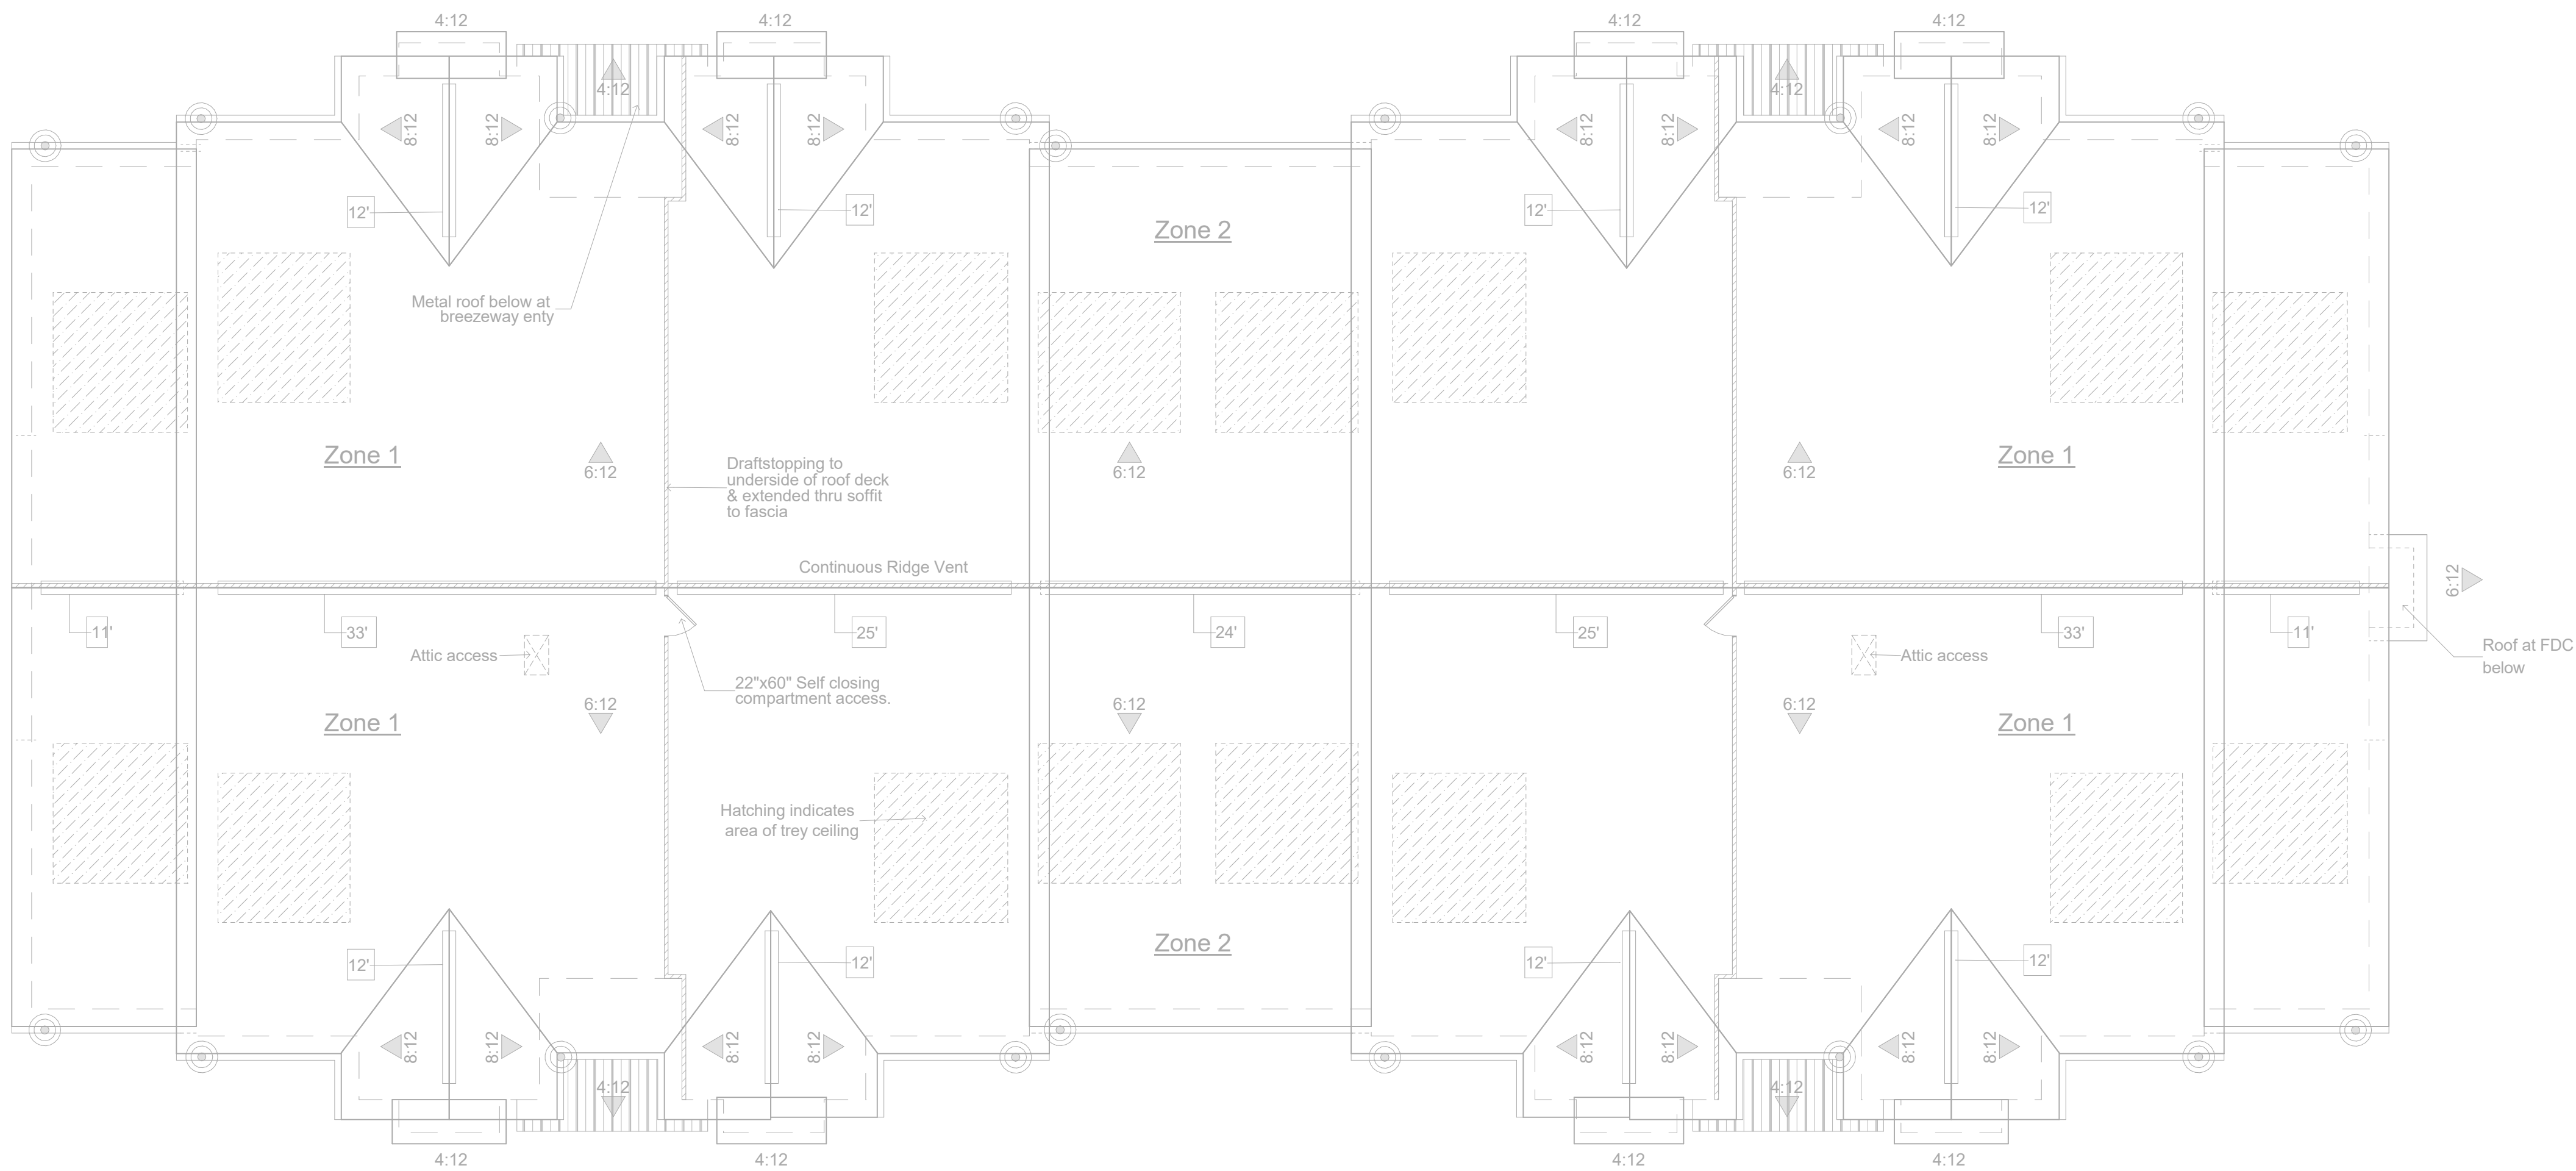 4:12
4:12
4:12
4:12
4:12
4:12
8:12
8:12
8:12
8:12
8:12
8:12
8:12
8:12
12'
12'
12'
12'
Zone 2
Metal roof below at
breezeway enty
Zone 1
Zone 1
6:12
6:12
6:12
Draftstopping to
underside of roof deck
& extended thru soffit
to fascia
Continuous Ridge Vent
6:12
11'
33'
25'
24'
25'
33'
11'
Attic access
Attic access
Roof at FDC
below
22"x60" Self closing
compartment access.
6:12
6:12
6:12
Zone 1
Zone 1
Hatching indicates
area of trey ceiling
Zone 2
12'
12'
12'
12'
8:12
8:12
8:12
8:12
8:12
8:12
8:12
8:12
4:12
4:12
4:12
4:12
4:12
4:12